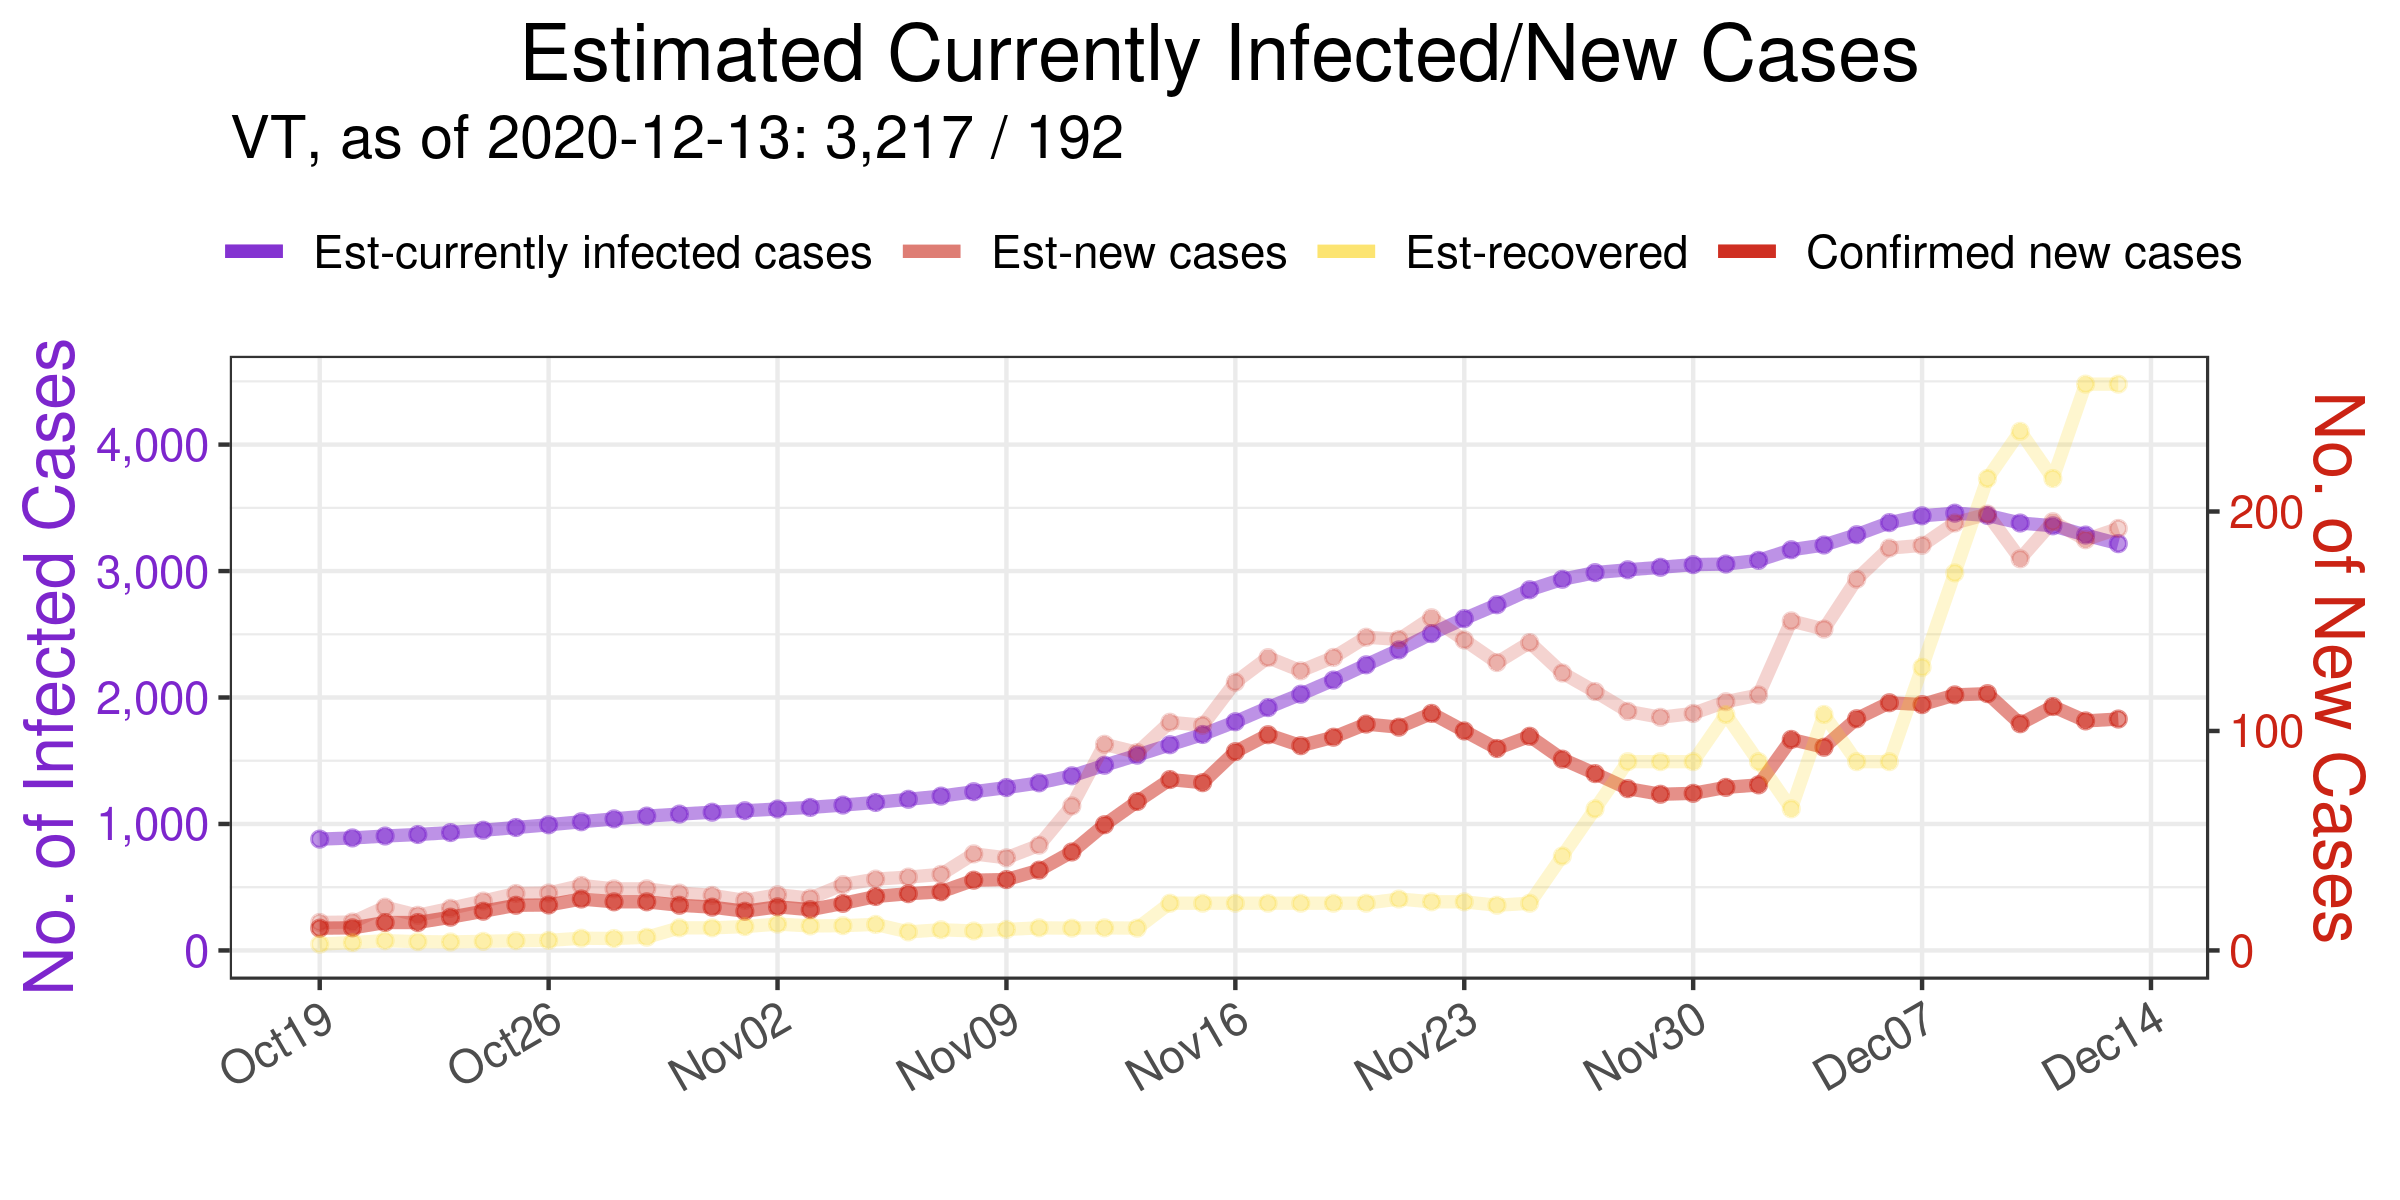 Estimated Currently Infected/New Cases
VT, as of 2020-12-13: 3,217 / 192
Est-currently infected cases Est-new cases Est-recovered Confirmed new cases
No. of Infected Cases
4,000
3,000
2,000
1,000
0
200
100
0
No. of New Cases
Oct19 Oct26 Nov02 Nov09 Nov16 Nov23 Nov30 Dec07 Dec14